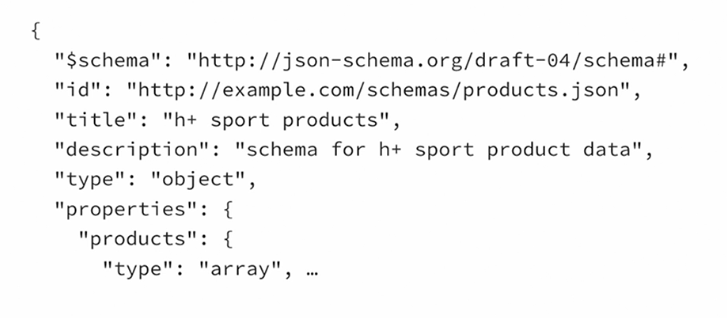 {
  "$schema": "http://json-schema.org/draft-04/schema#",
  "id": "http://example.com/schemas/products.json",
  "title": "h+ sport products",
  "description": "schema for h+ sport product data",
  "type": "object",
  "properties": {
    "products": {
      "type": "array", …